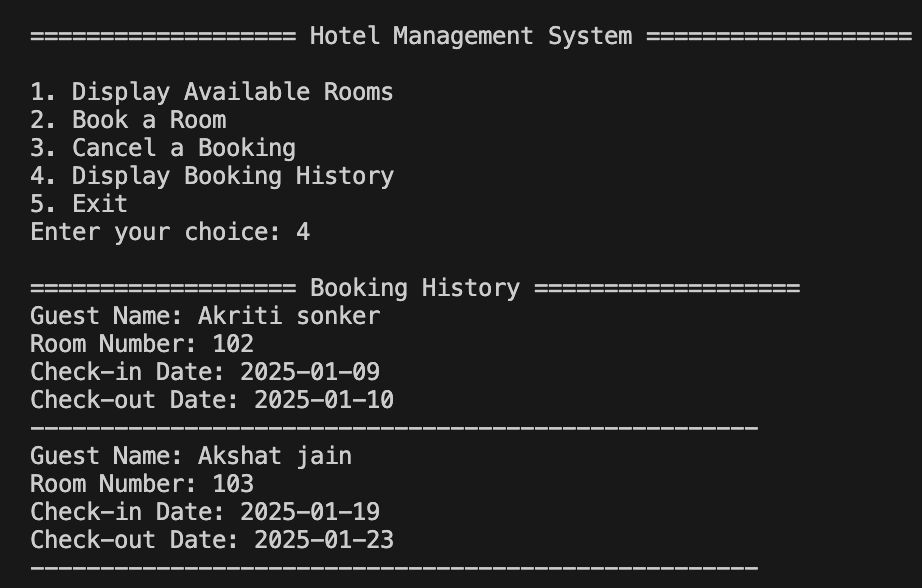 =================== Hotel Management System ===================
1. Display Available Rooms
2. Book a Room
3. Cancel a Booking
4. Display Booking History
5. Exit
Enter your choice: 4
=================== Booking History ===================
Guest Name: Akriti sonker
Room Number: 102
Check-in Date: 2025-01-09
Check-out Date: 2025-01-10
----------------------------------------------------
Guest Name: Akshat jain
Room Number: 103
Check-in Date: 2025-01-19
Check-out Date: 2025-01-23
----------------------------------------------------